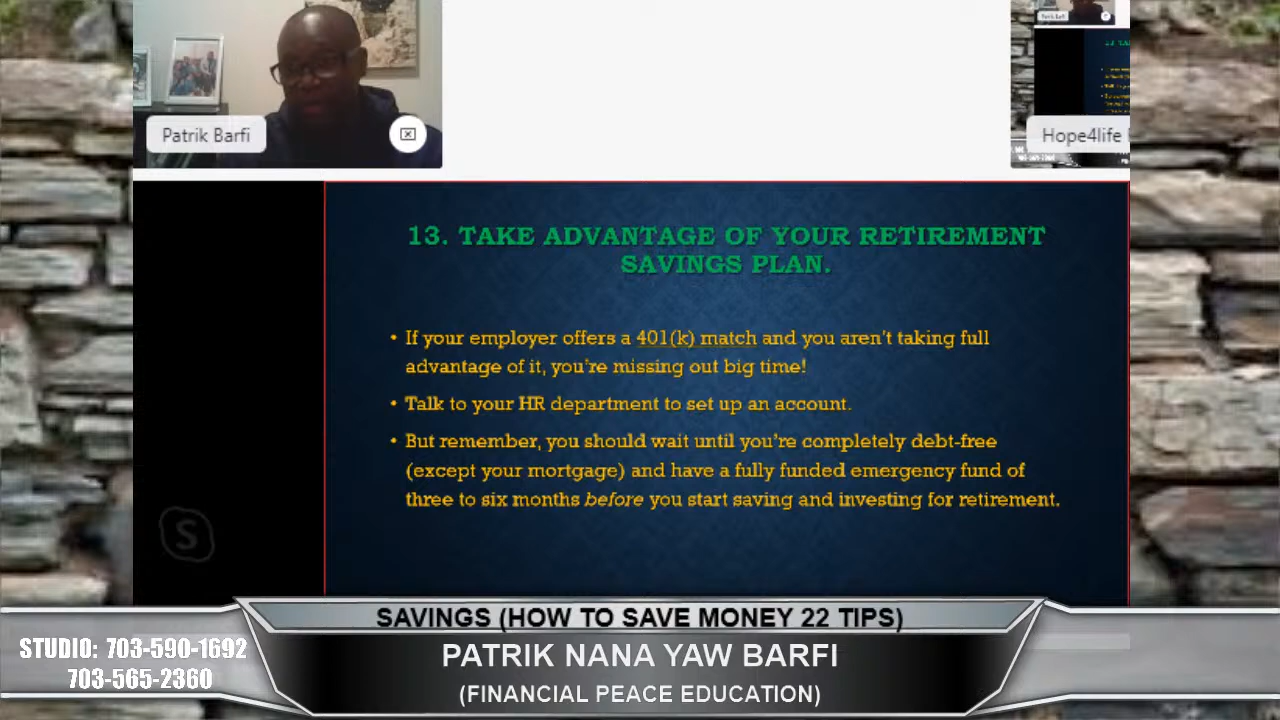 Patrik Barfi
Hope4life
13. TAKE ADVANTAGE OF YOUR RETIREMENT
SAVINGS PLAN.
• If your employer offers a 401(k) match and you aren't taking full
advantage of it, you're missing out big time!
• Talk to your HR department to set up an account.
• But remember, you should wait until you're completely debt-free
(except your mortgage) and have a fully funded emergency fund of
three to six months before you start saving and investing for retirement.
S
SAVINGS (HOW TO SAVE MONEY 22 TIPS)
PATRIK NANA YAW BARFI
(FINANCIAL PEACE EDUCATION)
STUDIO: 703-590-1692
703-565-2360